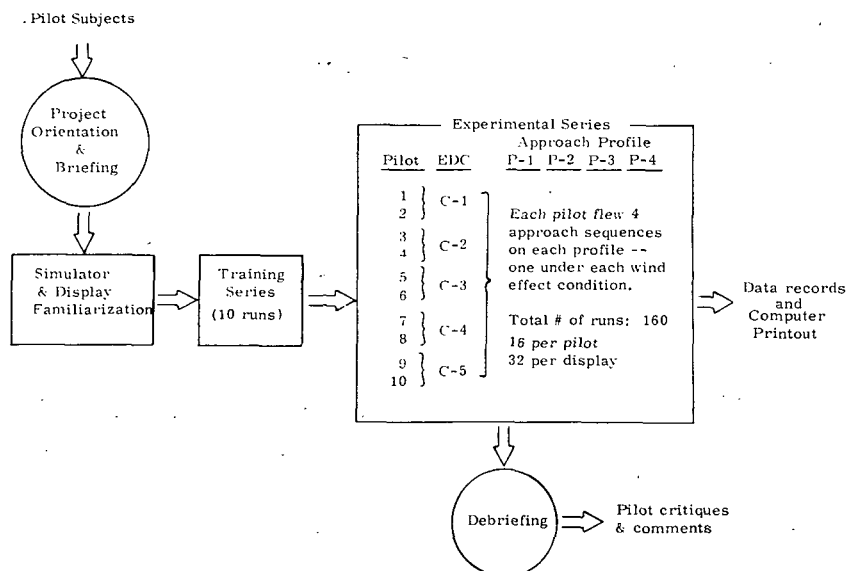 Pilot Subjects
Project
Orientation
&
Briefing
Simulator
& Display
Familiarization
Training
Series
(10 runs)
Experimental Series
Approach Profile
Pilot EDC P-1 P-2 P-3 P-4
1
2
C-1
3
4
C-2
5
6
C-3
7
8
C-4
9
10
C-5
Each pilot flew 4
approach sequences
on each profile --
one under each wind
effect condition.
Total # of runs: 160
16 per pilot
32 per display
Data records
and
Computer
Printout
Debriefing
Pilot critiques
& comments